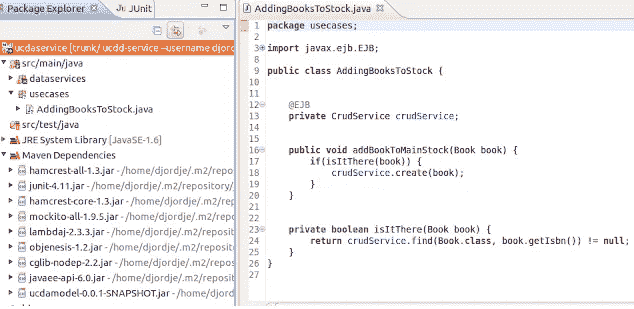 Package Explorer
JUnit
ucdaservice [trunk/ ucdd-service --username djord
src/main/java
dataservices
usecases
AddingBooksToStock.java
src/test/java
JRE System Library [JavaSE-1.6]
Maven Dependencies
hamcrest-all-1.3.jar - /home/djordje/.m2/repo
junit-4.11.jar - /home/djordje/.m2/repository/
hamcrest-core-1.3.jar - /home/djordje/.m2/rep
mockito-all-1.9.5.jar - /home/djordje/.m2/repo
lambdaj-2.3.3.jar - /home/djordje/.m2/reposit
objenesis-1.2.jar - /home/djordje/.m2/reposit
cglib-nodep-2.2.jar - /home/djordje/.m2/repos
javaee-api-6.0.jar - /home/djordje/.m2/reposit
ucdamodel-0.0.1-SNAPSHOT.jar - /home/djord
AddingBooksToStock.java
1 package usecases;
2
3 import javax.ejb.EJB;
8
9 public class AddingBooksToStock {
10
11
12 @EJB
13 private CrudService crudService;
14
15
16 public void addBookToMainStock(Book book) {
17 if(isItThere(book)) {
18 crudService.create(book);
19 }
20 }
21
22
23 private boolean isItThere(Book book) {
24 return crudService.find(Book.class, book.getIsbn()) != null;
25 }
26 }
27